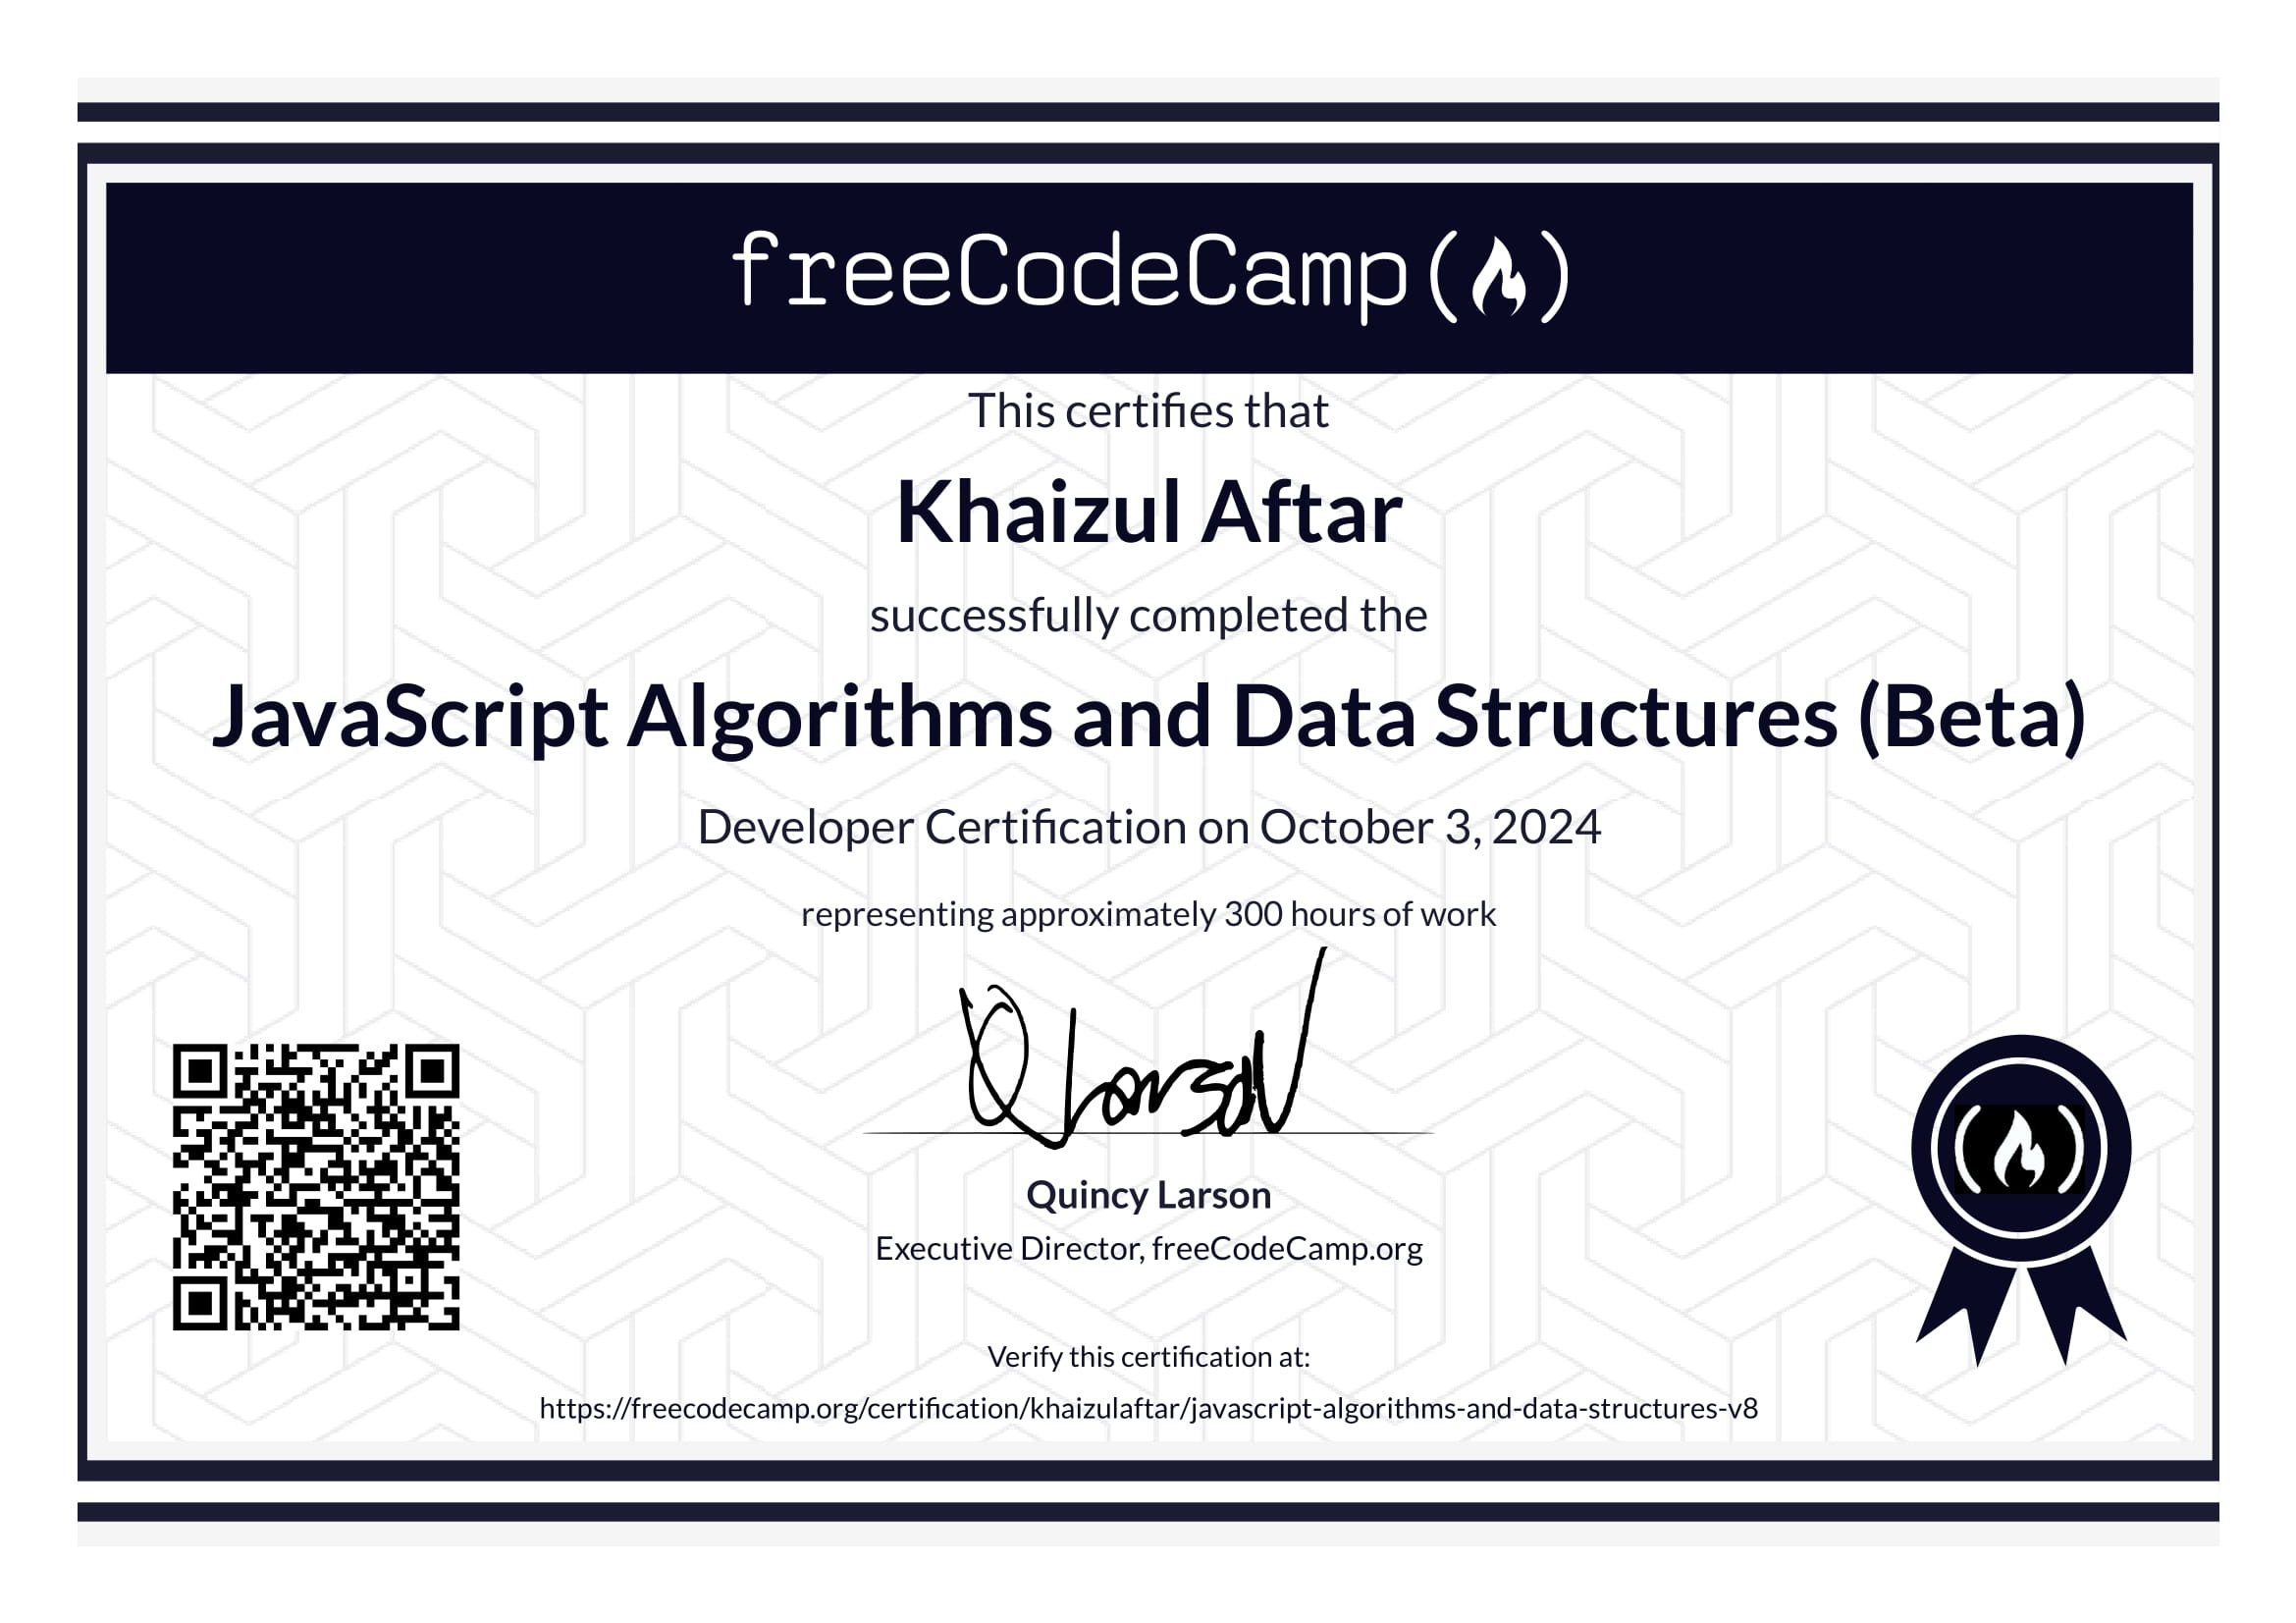 freeCodeCamp
This certifies that
Khaizul Aftar
successfully completed the
JavaScript Algorithms and Data Structures (Beta)
Developer Certification on October 3, 2024
representing approximately 300 hours of work
Quincy Larson
Executive Director, freeCodeCamp.org
Verify this certification at:
https://freecodecamp.org/certification/khaizulaftar/javascript-algorithms-and-data-structures-v8